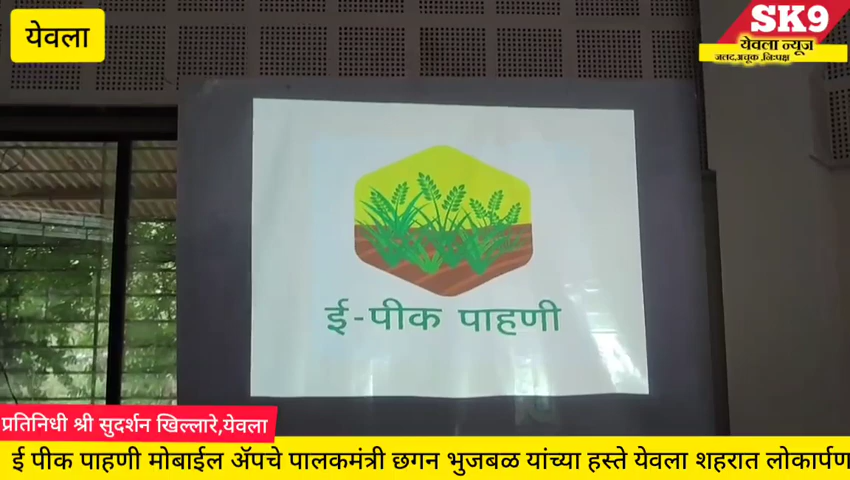 येवला
SK9
येवला न्यूज
जलद,अचूक ,निःपक्ष
ई-पीक पाहणी
प्रतिनिधी श्री सुदर्शन खिल्लारे,येवला
ई पीक पाहणी मोबाईल ॲपचे पालकमंत्री छगन भुजबळ यांच्या हस्ते येवला शहरात लोकार्पण